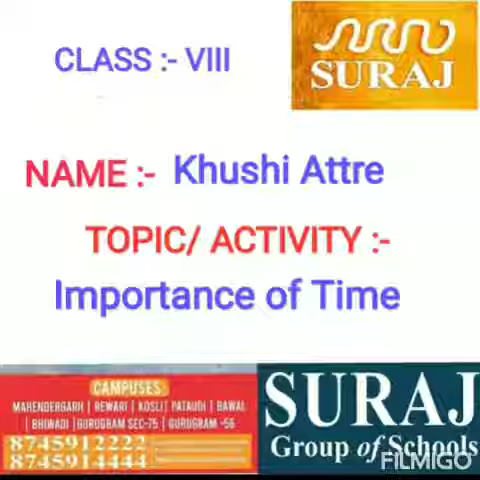 CLASS :- VIII
SURAJ
NAME :- Khushi Attre
TOPIC/ ACTIVITY :-
Importance of Time
CAMPUSES
MAHENDERGARH | REWARI | KOSLI | PATAUDI | BAWAL
| BHIWADI | GURUGRAM SEC-75 | GURUGRAM -56
8745912222
8745914444
SURAJ
Group of Schools
FILMIGO